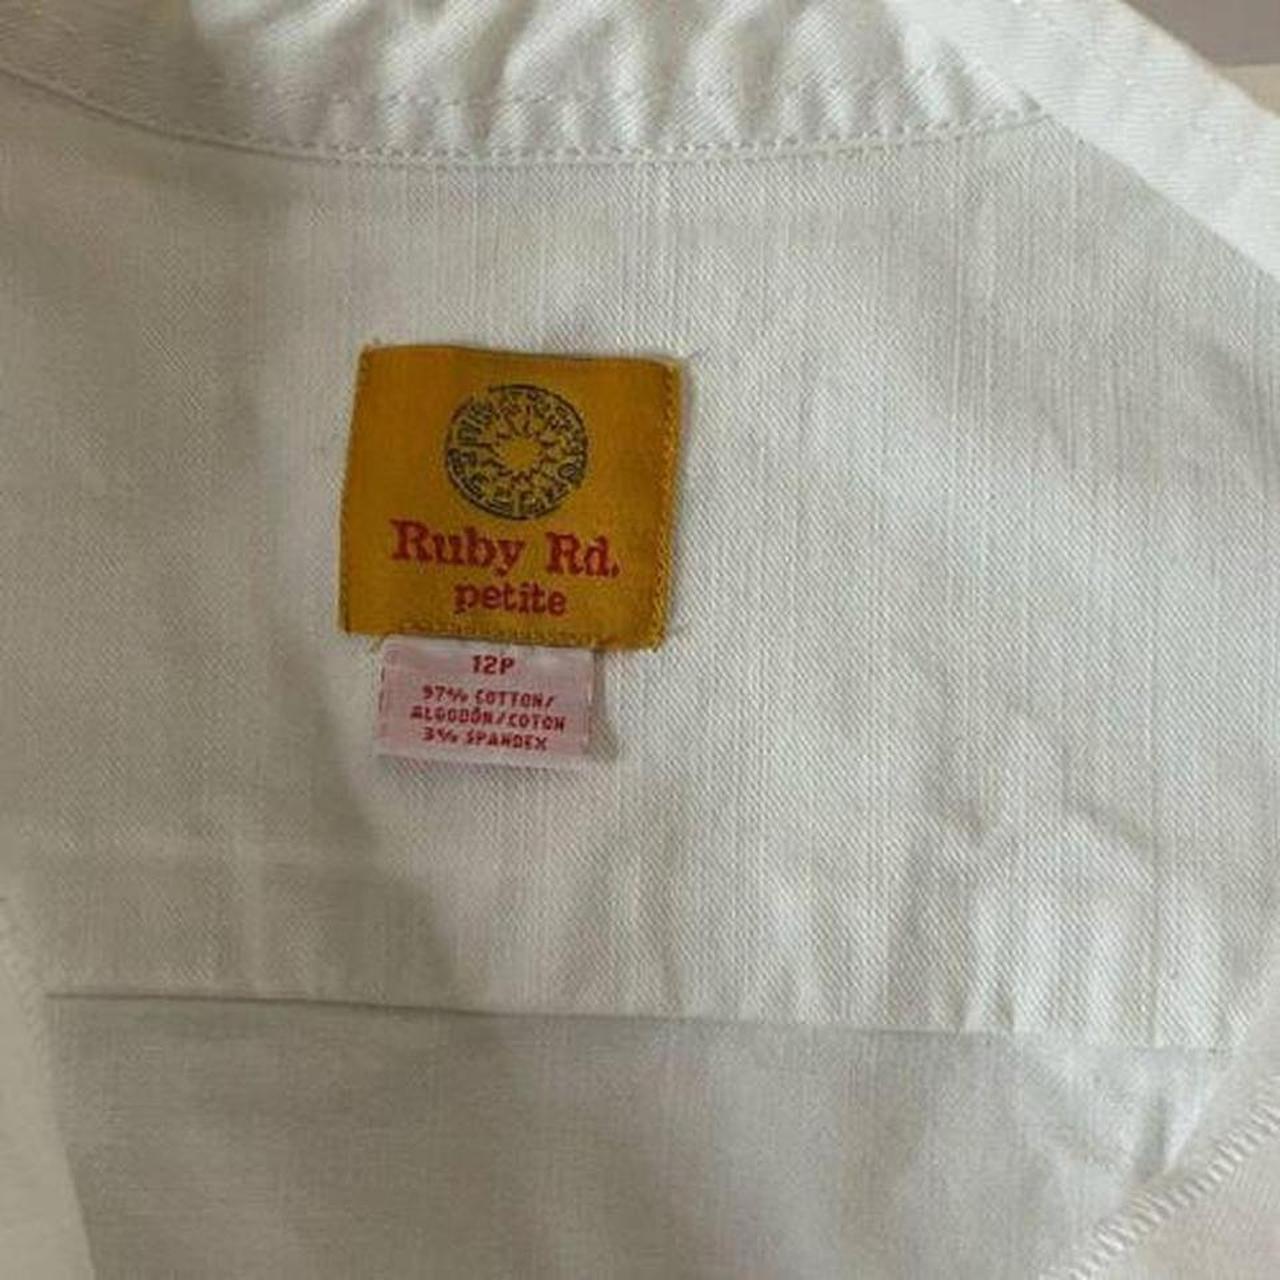 Ruby Rd.
petite
12P
97% COTTON/
ALGODÓN/COTON
3% SPANDEX